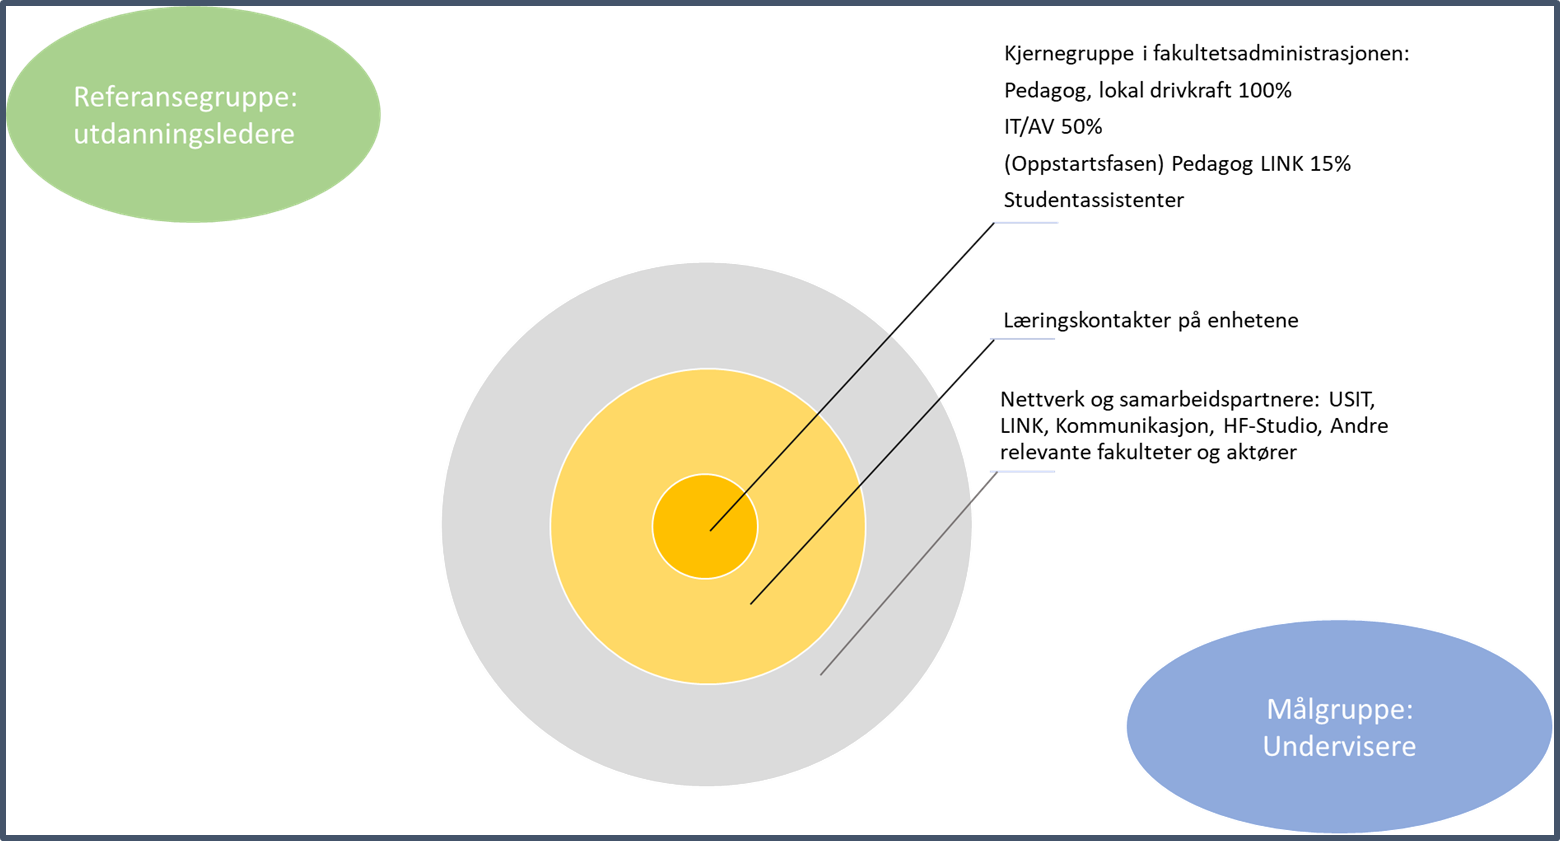 Referansegruppe:
utdanningsledere
Kjernegruppe i fakultetsadministrasjonen:
Pedagog, lokal drivkraft 100%
IT/AV 50%
(Oppstartsfasen) Pedagog LINK 15%
Studentassistenter
Læringskontakter på enhetene
Nettverk og samarbeidspartnere: USIT,
LINK, Kommunikasjon, HF-Studio, Andre
relevante fakulteter og aktører
Målgruppe:
Undervisere